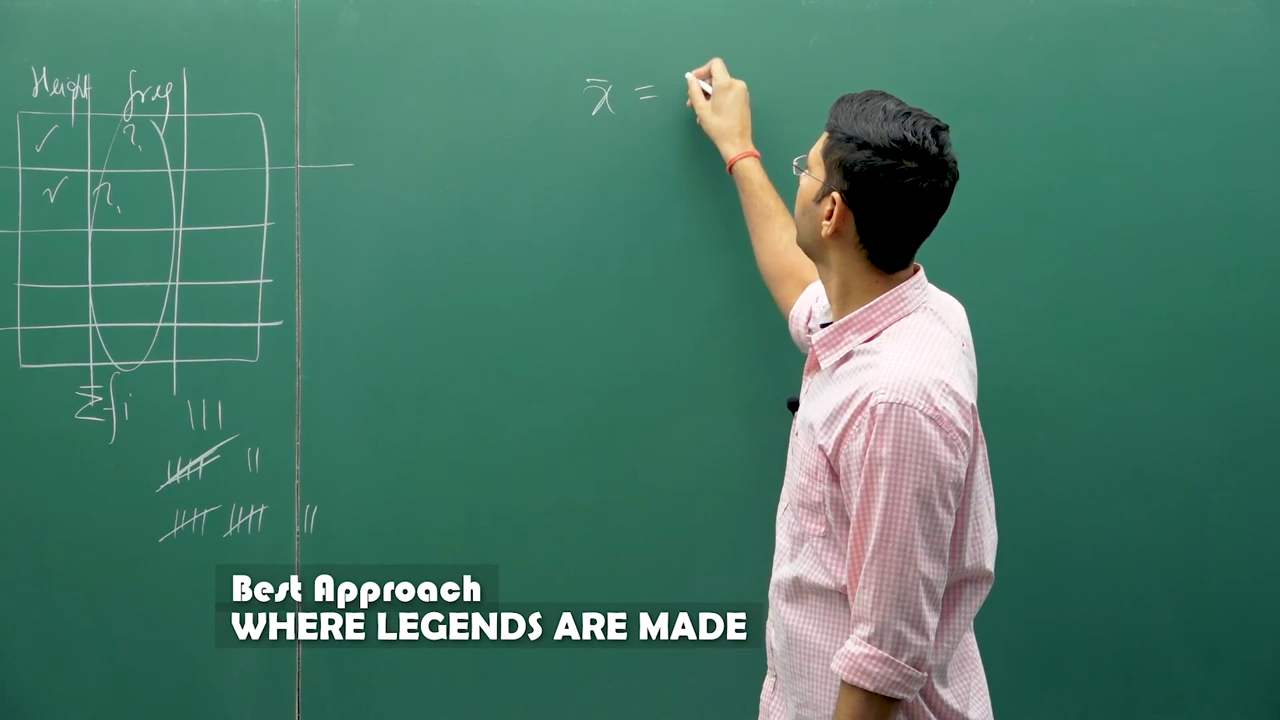 Height freq
✓ ?
✓ ?
Σfi
x̄ =
Best Approach
WHERE LEGENDS ARE MADE